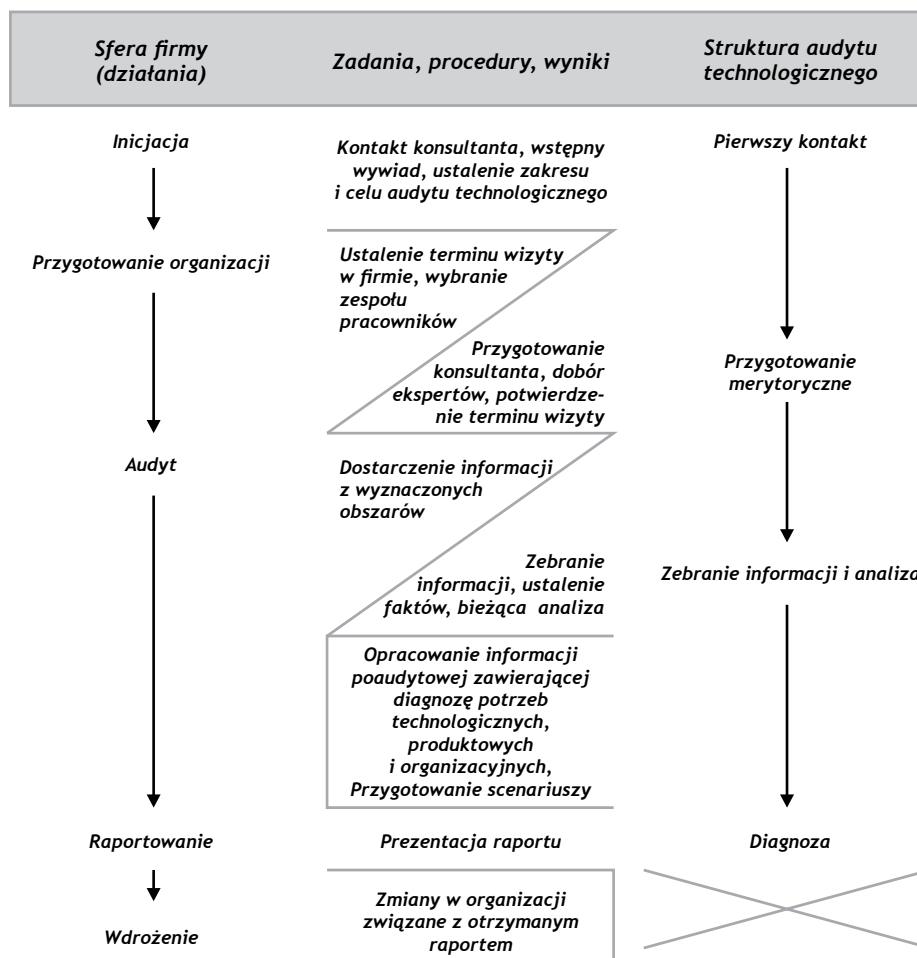 Sfera firmy
(działania)
Zadania, procedury, wyniki
Struktura audytu
technologicznego
Inicjacja
Kontakt konsultanta, wstępny
wywiad, ustalenie zakresu
i celu audytu technologicznego
Pierwszy kontakt
Przygotowanie organizacji
Ustalenie terminu wizyty
w firmie, wybranie
zespołu
pracowników
Przygotowanie
konsultanta, dobór
ekspertów, potwierdze-
nie terminu wizyty
Przygotowanie
merytoryczne
Audyt
Dostarczenie informacji
z wyznaczonych
obszarów
Zebranie
informacji, ustalenie
faktów, bieżąca analiza
Zebranie informacji i analiza
Opracowanie informacji
poaudytowej zawierającej
diagnozę potrzeb
technologicznych,
produktowych
i organizacyjnych,
Przygotowanie scenariuszy
Raportowanie
Prezentacja raportu
Diagnoza
Wdrożenie
Zmiany w organizacji
związane z otrzymanym
raportem